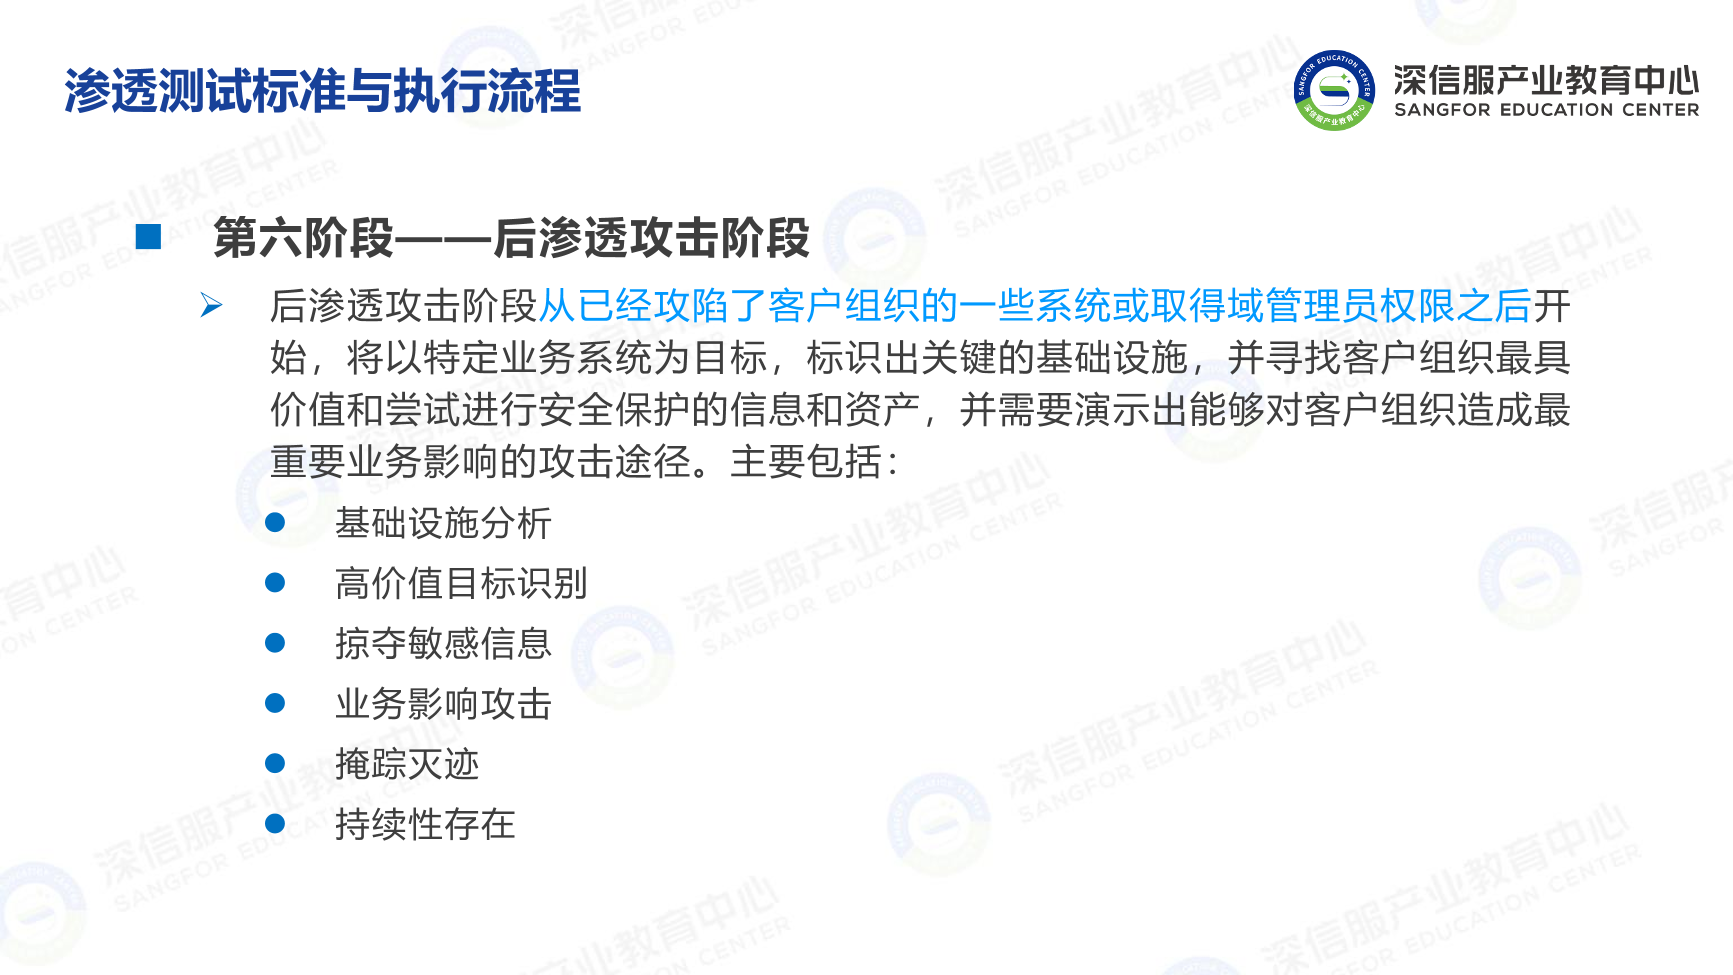 渗透测试标准与执行流程
深信服产业教育中心
SANGFOR EDUCATION CENTER
第六阶段——后渗透攻击阶段
后渗透攻击阶段从已经攻陷了客户组织的一些系统或取得域管理员权限之后开
始，将以特定业务系统为目标，标识出关键的基础设施，并寻找客户组织最具
价值和尝试进行安全保护的信息和资产，并需要演示出能够对客户组织造成最
重要业务影响的攻击途径。主要包括：
基础设施分析
高价值目标识别
掠夺敏感信息
业务影响攻击
掩踪灭迹
持续性存在